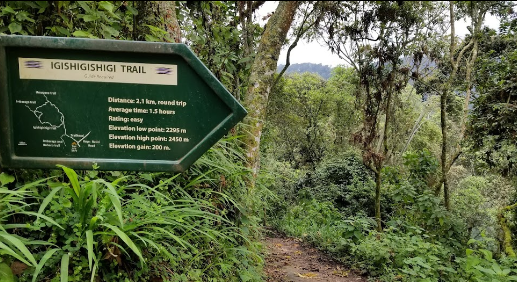 IGISHIGISHIGI TRAIL
Distance: 2.1 km, round trip
Average time: 1.5 hours
Rating: easy
Elevation low point: 2295 m
Elevation high point: 2450 m
Elevation gain: 200 m.